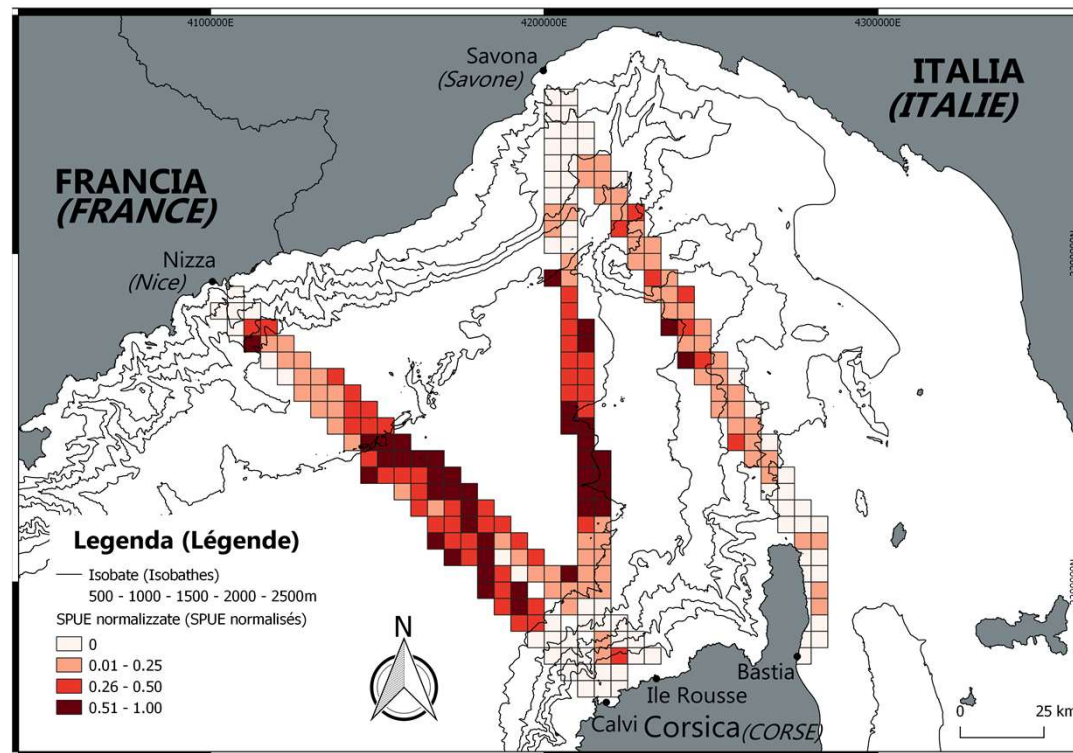 4100000E
4200000E
4300000E
Savona
(Savone)
ITALIA
(ITALIE)
FRANCIA
(FRANCE)
Nizza
(Nice)
Legenda (Légende)
Isobate (Isobathes)
500 - 1000 - 1500 - 2000 - 2500m
SPUE normalizzate (SPUE normalisés)
0
0.01 - 0.25
0.26 - 0.50
0.51 - 1.00
N
Bastia
Ile Rousse
Calvi
Corsica (CORSE)
0
25 km